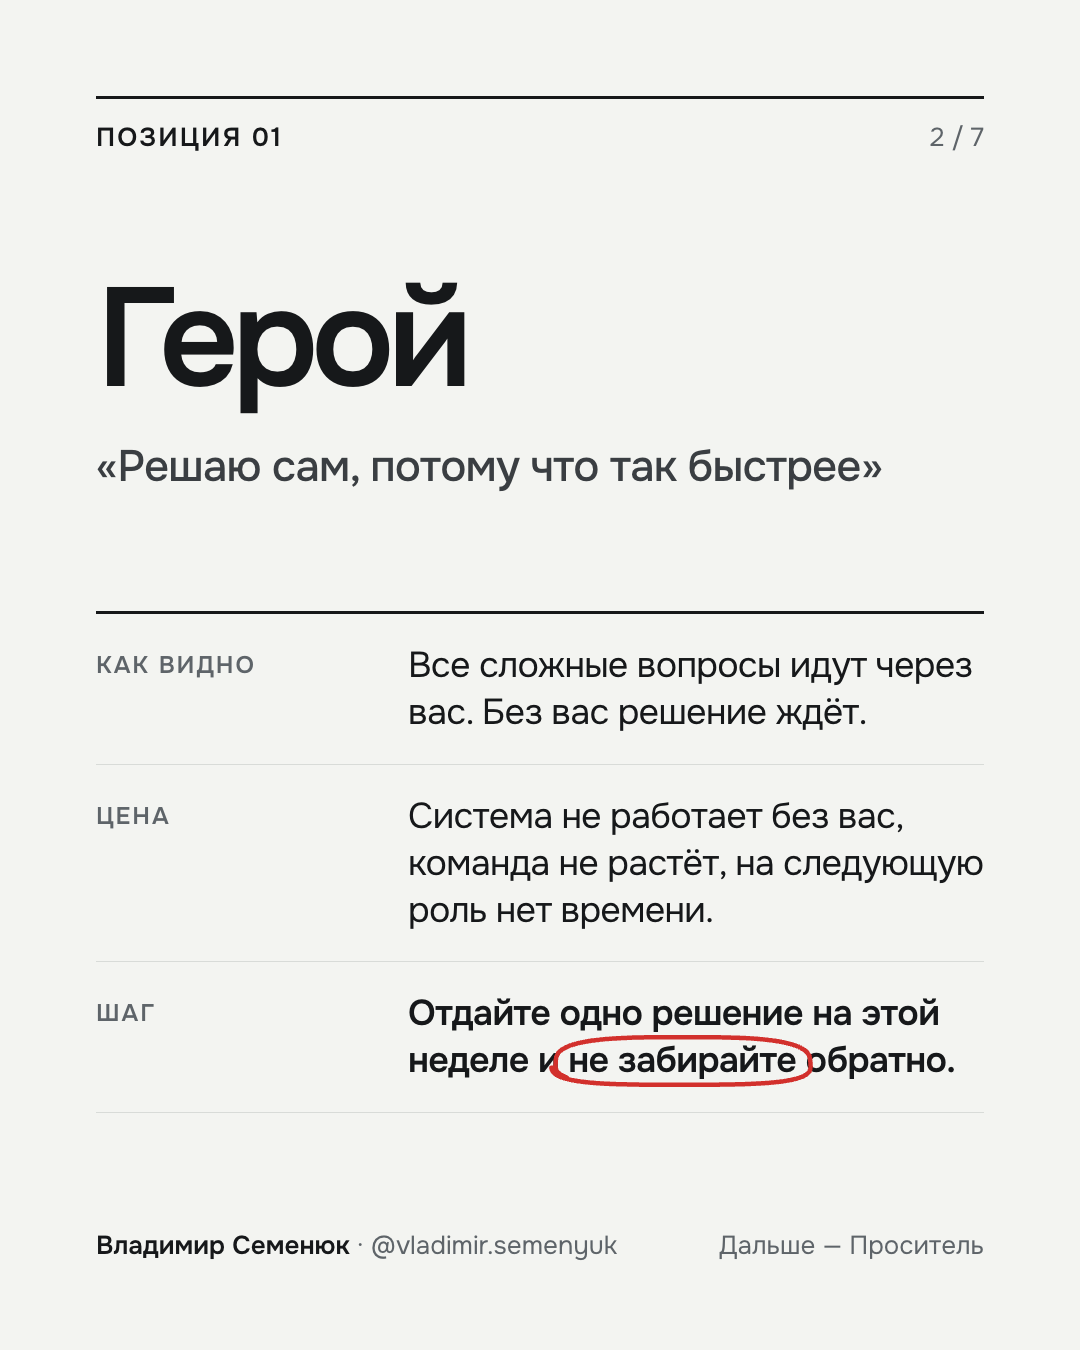 ПОЗИЦИЯ 01
2 / 7
Герой
«Решаю сам, потому что так быстрее»
КАК ВИДНО
Все сложные вопросы идут через
вас. Без вас решение ждёт.
ЦЕНА
Система не работает без вас,
команда не растёт, на следующую
роль нет времени.
ШАГ
Отдайте одно решение на этой
неделе и не забирайте обратно.
Владимир Семенюк · @vladimir.semenyuk
Дальше — Проситель